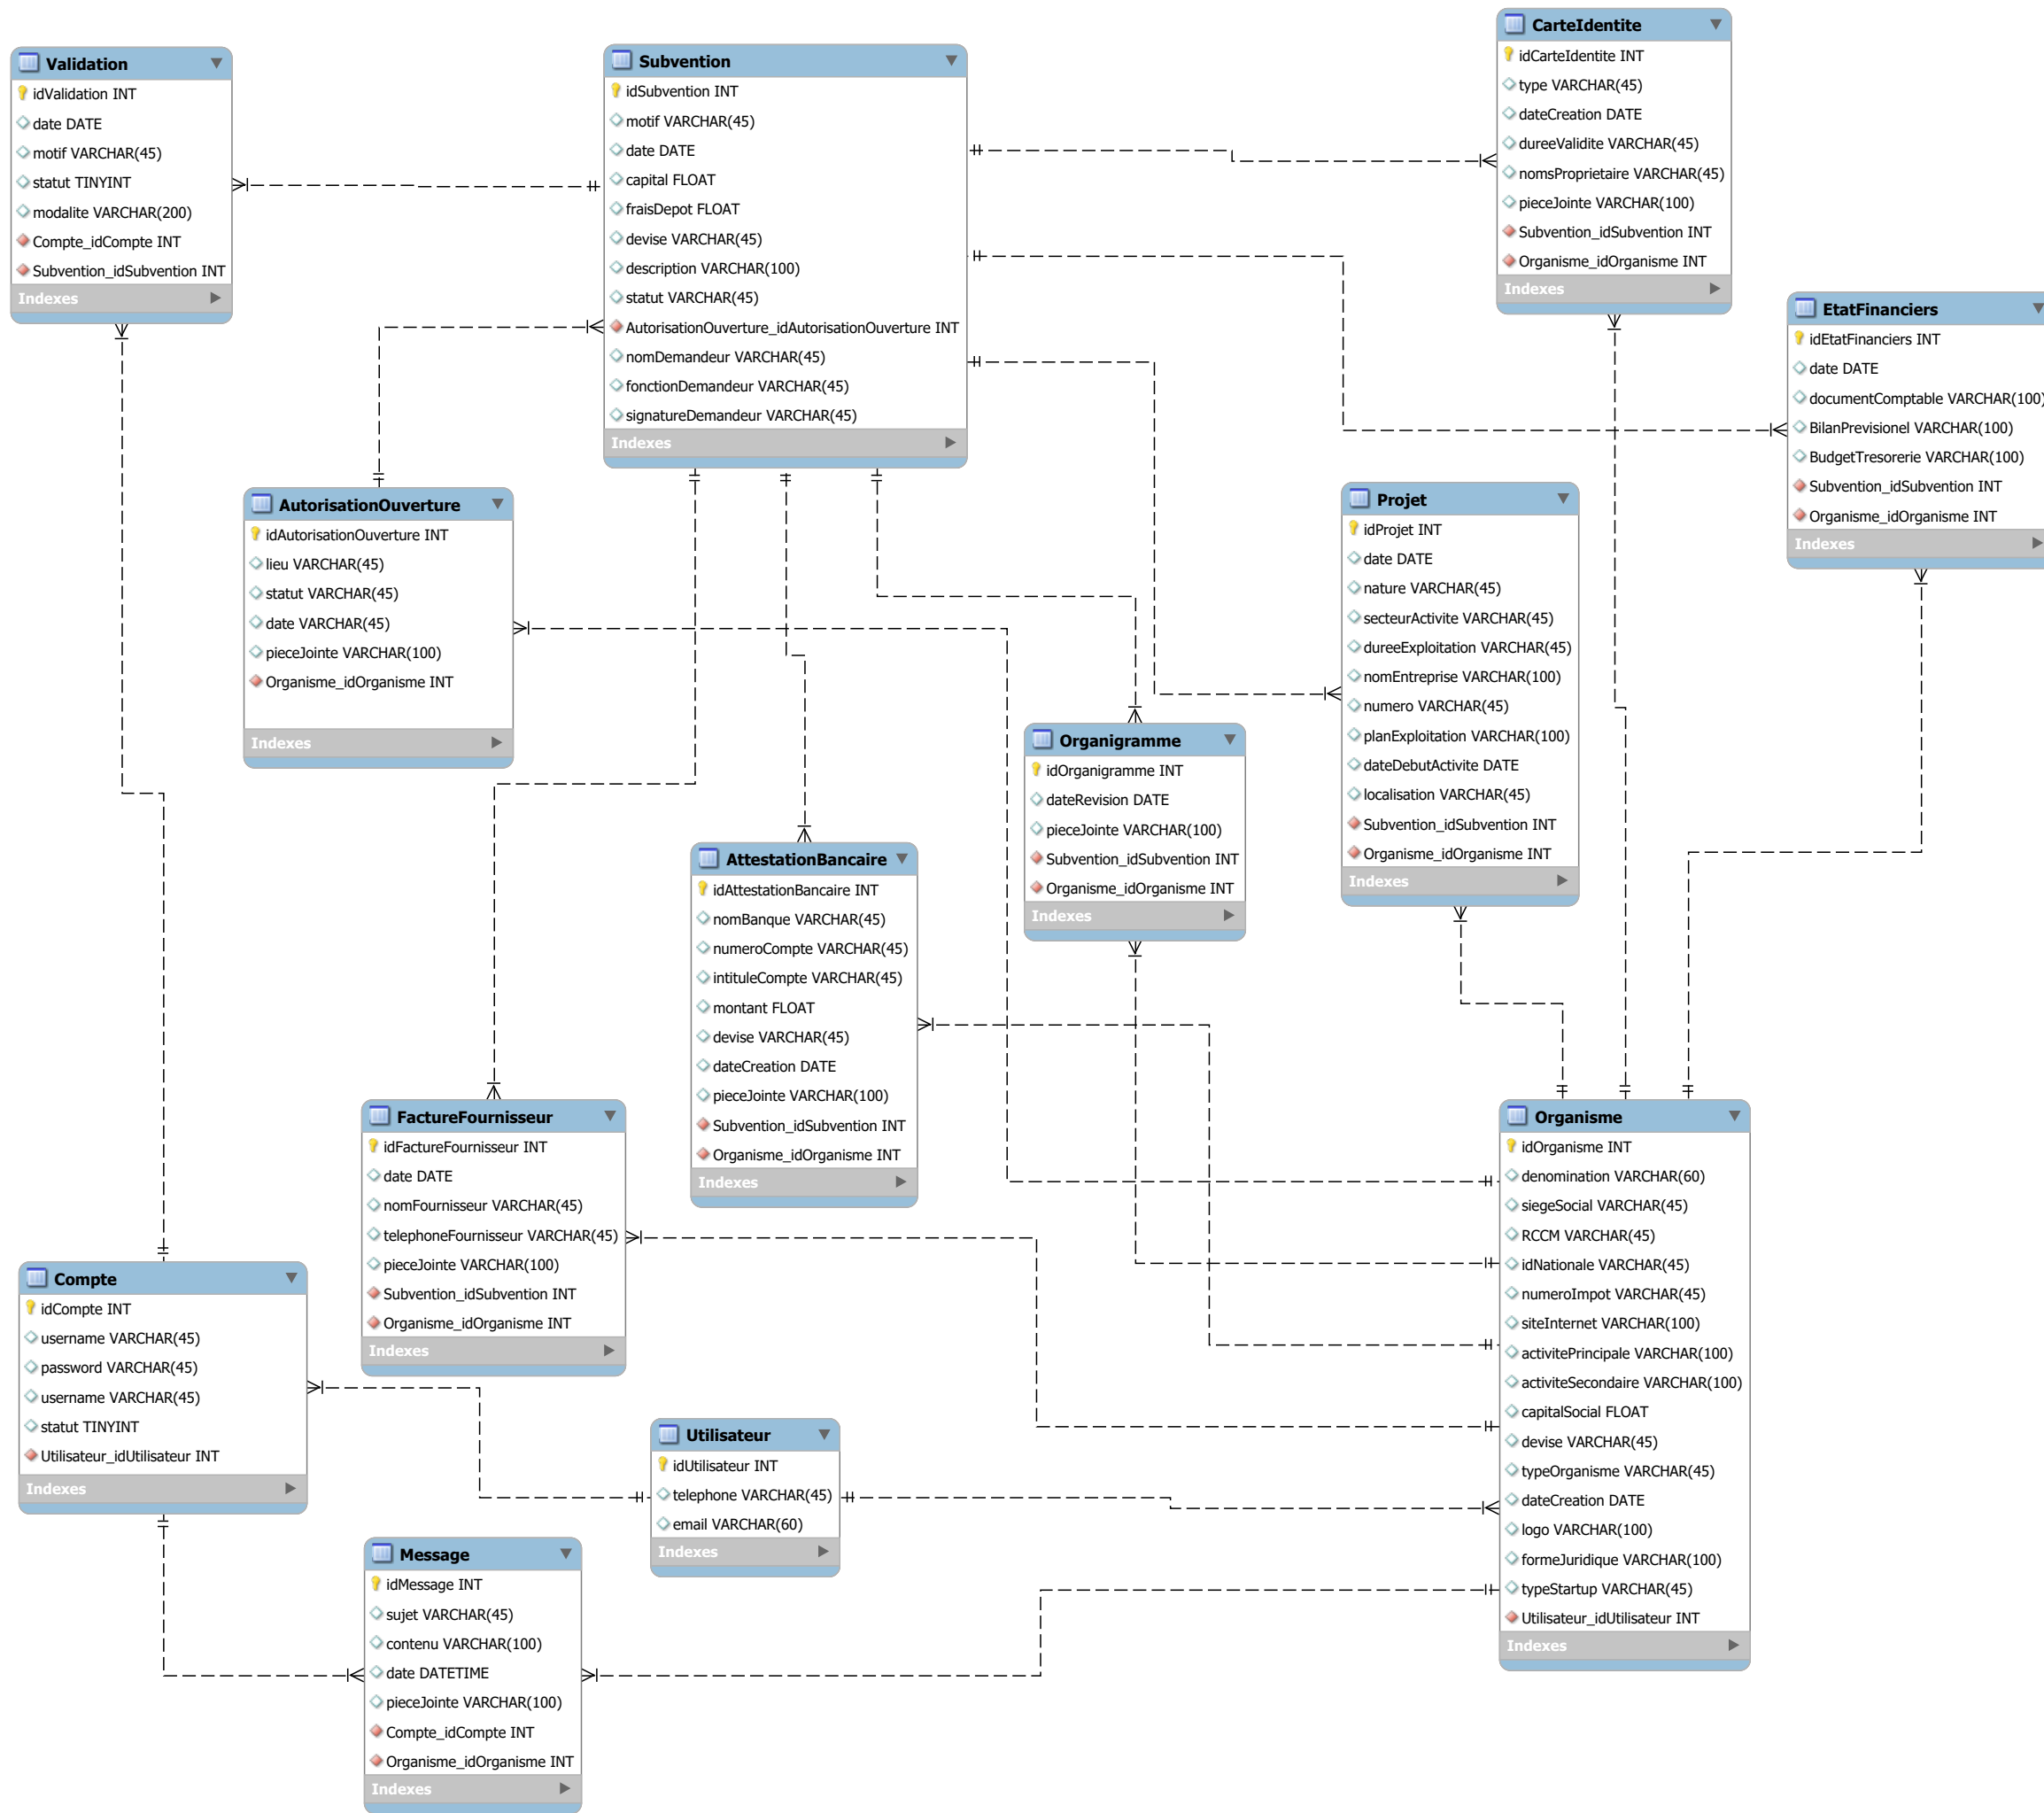 Validation
idValidation INT
date DATE
motif VARCHAR(45)
statut TINYINT
modalite VARCHAR(200)
Compte_idCompte INT
Subvention_idSubvention INT
Indexes
Subvention
idSubvention INT
motif VARCHAR(45)
date DATE
capital FLOAT
fraisDepot FLOAT
devise VARCHAR(45)
description VARCHAR(100)
statut VARCHAR(45)
AutorisationOuverture_idAutorisationOuverture INT
nomDemandeur VARCHAR(45)
fonctionDemandeur VARCHAR(45)
signatureDemandeur VARCHAR(45)
Indexes
CarteIdentite
idCarteIdentite INT
type VARCHAR(45)
dateCreation DATE
dureeValidite VARCHAR(45)
nomsProprietaire VARCHAR(45)
pieceJointe VARCHAR(100)
Subvention_idSubvention INT
Organisme_idOrganisme INT
Indexes
EtatFinanciers
idEtatFinanciers INT
date DATE
documentComptable VARCHAR(100)
BilanPrevisionel VARCHAR(100)
BudgetTresorerie VARCHAR(100)
Subvention_idSubvention INT
Organisme_idOrganisme INT
Indexes
AutorisationOuverture
idAutorisationOuverture INT
lieu VARCHAR(45)
statut VARCHAR(45)
date VARCHAR(45)
pieceJointe VARCHAR(100)
Organisme_idOrganisme INT
Indexes
Projet
idProjet INT
date DATE
nature VARCHAR(45)
secteurActivite VARCHAR(45)
dureeExploitation VARCHAR(45)
nomEntreprise VARCHAR(100)
numero VARCHAR(45)
planExploitation VARCHAR(100)
dateDebutActivite DATE
localisation VARCHAR(45)
Subvention_idSubvention INT
Organisme_idOrganisme INT
Indexes
Organigramme
idOrganigramme INT
dateRevision DATE
pieceJointe VARCHAR(100)
Subvention_idSubvention INT
Organisme_idOrganisme INT
Indexes
AttestationBancaire
idAttestationBancaire INT
nomBanque VARCHAR(45)
numeroCompte VARCHAR(45)
intituleCompte VARCHAR(45)
montant FLOAT
devise VARCHAR(45)
dateCreation DATE
pieceJointe VARCHAR(100)
Subvention_idSubvention INT
Organisme_idOrganisme INT
Indexes
FactureFournisseur
idFactureFournisseur INT
date DATE
nomFournisseur VARCHAR(45)
telephoneFournisseur VARCHAR(45)
pieceJointe VARCHAR(100)
Subvention_idSubvention INT
Organisme_idOrganisme INT
Indexes
Organisme
idOrganisme INT
denomination VARCHAR(60)
siegeSocial VARCHAR(45)
RCCM VARCHAR(45)
idNationale VARCHAR(45)
numeroImpot VARCHAR(45)
siteInternet VARCHAR(100)
activitePrincipale VARCHAR(100)
activiteSecondaire VARCHAR(100)
capitalSocial FLOAT
devise VARCHAR(45)
typeOrganisme VARCHAR(45)
dateCreation DATE
logo VARCHAR(100)
formeJuridique VARCHAR(100)
typeStartup VARCHAR(45)
Utilisateur_idUtilisateur INT
Indexes
Compte
idCompte INT
username VARCHAR(45)
password VARCHAR(45)
username VARCHAR(45)
statut TINYINT
Utilisateur_idUtilisateur INT
Indexes
Utilisateur
idUtilisateur INT
telephone VARCHAR(45)
email VARCHAR(60)
Indexes
Message
idMessage INT
sujet VARCHAR(45)
contenu VARCHAR(100)
date DATETIME
pieceJointe VARCHAR(100)
Compte_idCompte INT
Organisme_idOrganisme INT
Indexes